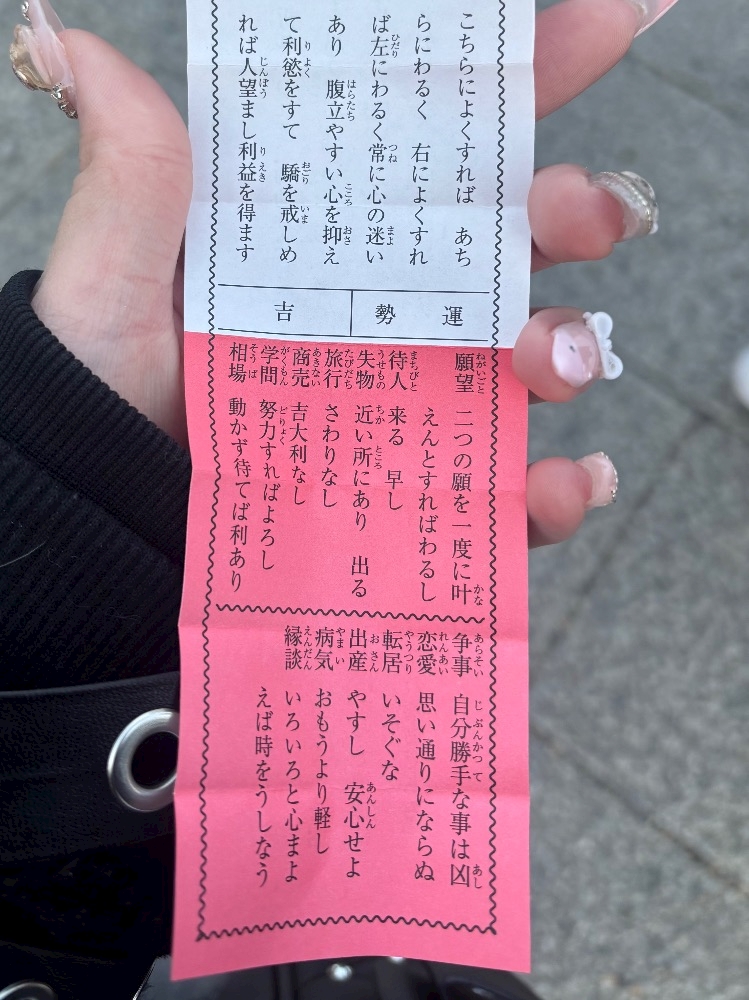 こちらによくすれば　あち
らにわるく　右によくすれ
ば左にわるく常に心の迷い
あり　腹立やすい心を抑え
て利慾をすて　驕を戒しめ
れば人望まし利益を得ます
運勢　吉
願望　二つの願を一度に叶
えんとすればわるし
待人　来る　早し
失物　近い所にあり　出る
旅行　さわりなし
商売　吉大利なし
学問　努力すればよろし
相場　動かず待てば利あり
争事　自分勝手な事は凶
恋愛　思い通りにならぬ
転居　いそぐな
出産　やすし　安心せよ
病気　おもうより軽し
縁談　いろいろと心まよ
えば時をうしなう